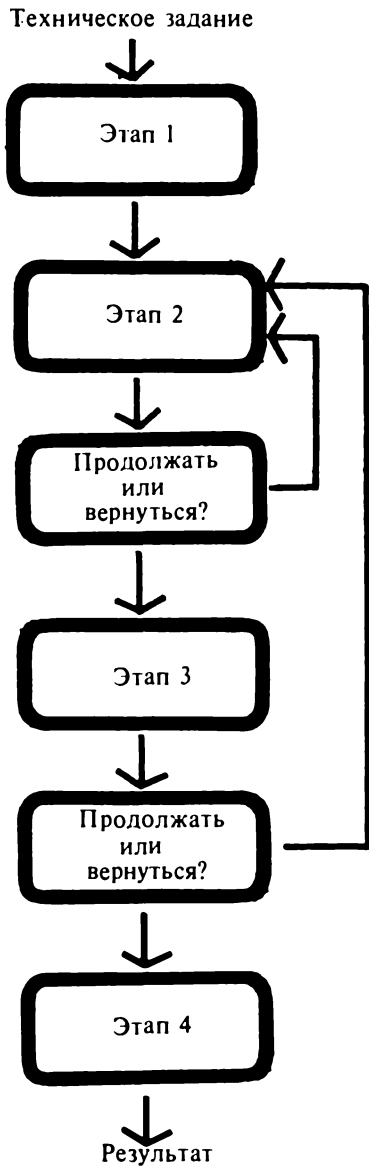 Техническое задание
Этап 1
Этап 2
Продолжать
или
вернуться?
Этап 3
Продолжать
или
вернуться?
Этап 4
Результат